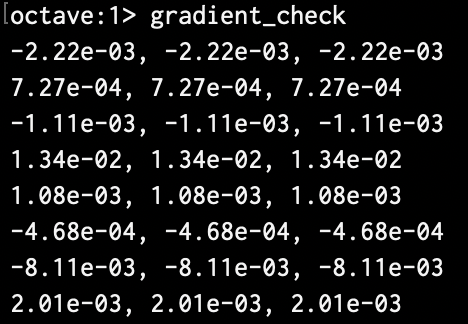 octave:1> gradient_check
-2.22e-03, -2.22e-03, -2.22e-03
7.27e-04, 7.27e-04, 7.27e-04
-1.11e-03, -1.11e-03, -1.11e-03
1.34e-02, 1.34e-02, 1.34e-02
1.08e-03, 1.08e-03, 1.08e-03
-4.68e-04, -4.68e-04, -4.68e-04
-8.11e-03, -8.11e-03, -8.11e-03
2.01e-03, 2.01e-03, 2.01e-03